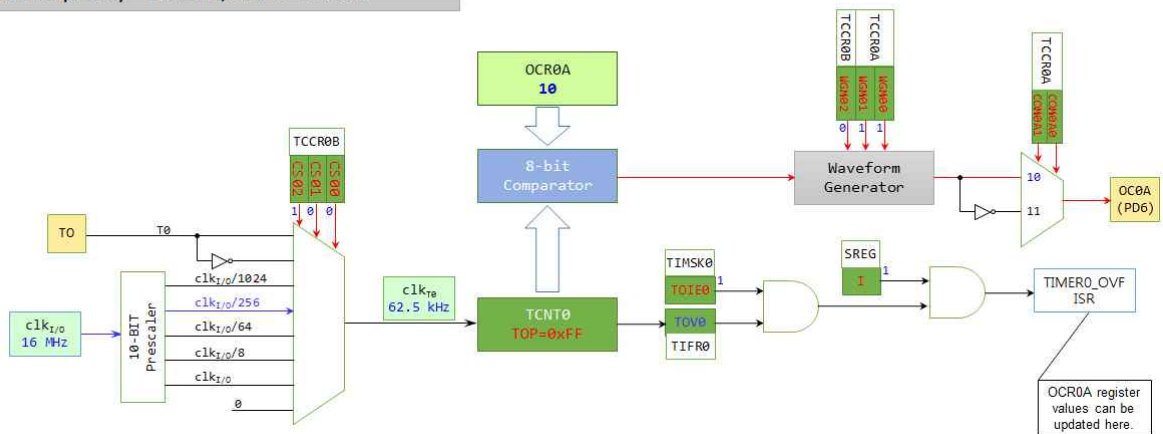 OCR0A
10
TCCR0B
TCCR0A
WGM02
WGM01
WGM00
0
1
1
TCCR0A
COM0A1
COM0A0
TCCR0B
CS02
CS01
CS00
1
0
0
8-bit
Comparator
Waveform
Generator
10
11
OC0A
(PD6)
T0
T0
clkI/O/1024
clkI/O/256
clkI/O/64
clkI/O/8
clkI/O
0
clkI/O
16 MHz
10-BIT
Prescaler
clkT0
62.5 kHz
TCNT0
TOP=0xFF
TIMSK0
TOIE0
1
TOV0
TIFR0
SREG
I
1
TIMER0_OVF
ISR
OCR0A register
values can be
updated here.